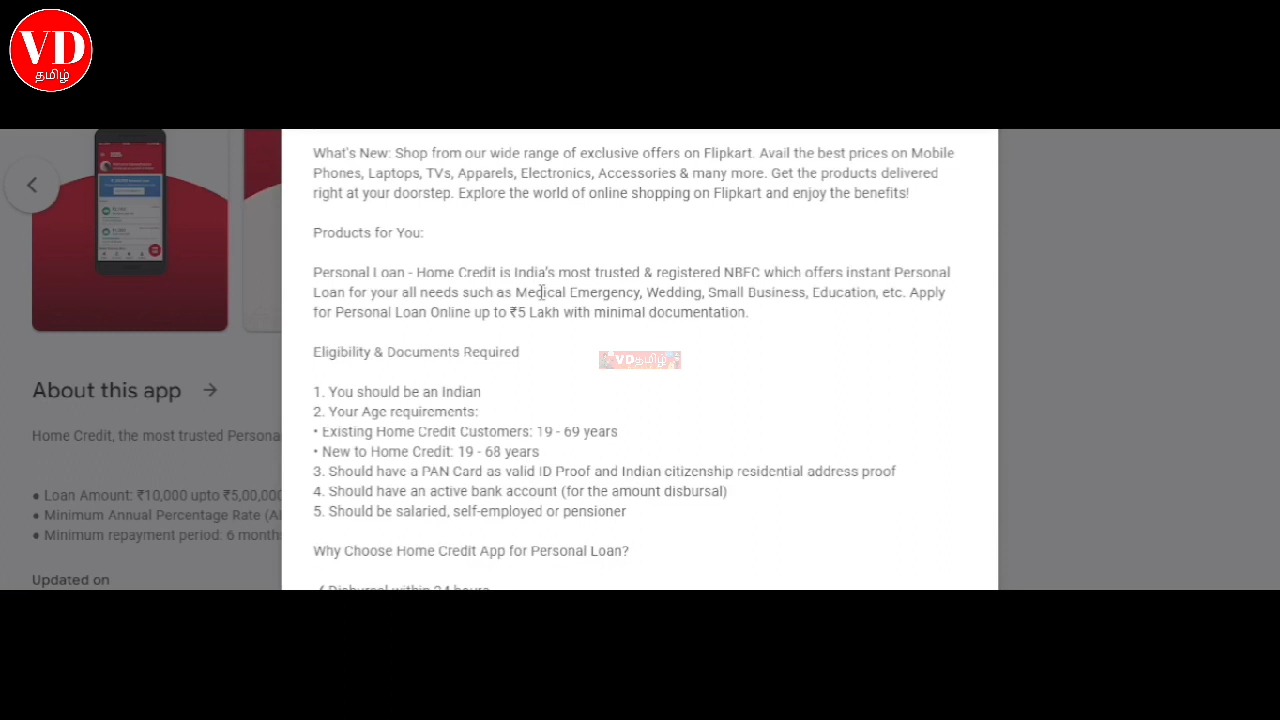 VD
தமிழ்
What's New: Shop from our wide range of exclusive offers on Flipkart. Avail the best prices on Mobile
Phones, Laptops, TVs, Apparels, Electronics, Accessories & many more. Get the products delivered
right at your doorstep. Explore the world of online shopping on Flipkart and enjoy the benefits!
Products for You:
Personal Loan - Home Credit is India's most trusted & registered NBFC which offers instant Personal
Loan for your all needs such as Medical Emergency, Wedding, Small Business, Education, etc. Apply
for Personal Loan Online up to ₹5 Lakh with minimal documentation.
Eligibility & Documents Required
VDதமிழ்
1. You should be an Indian
2. Your Age requirements:
• Existing Home Credit Customers: 19 - 69 years
• New to Home Credit: 19 - 68 years
3. Should have a PAN Card as valid ID Proof and Indian citizenship residential address proof
4. Should have an active bank account (for the amount disbursal)
5. Should be salaried, self-employed or pensioner
Why Choose Home Credit App for Personal Loan?
About this app →
Home Credit, the most trusted Persona
• Loan Amount: ₹10,000 upto ₹5,00,000
• Minimum Annual Percentage Rate (A
• Minimum repayment period: 6 month
Updated on